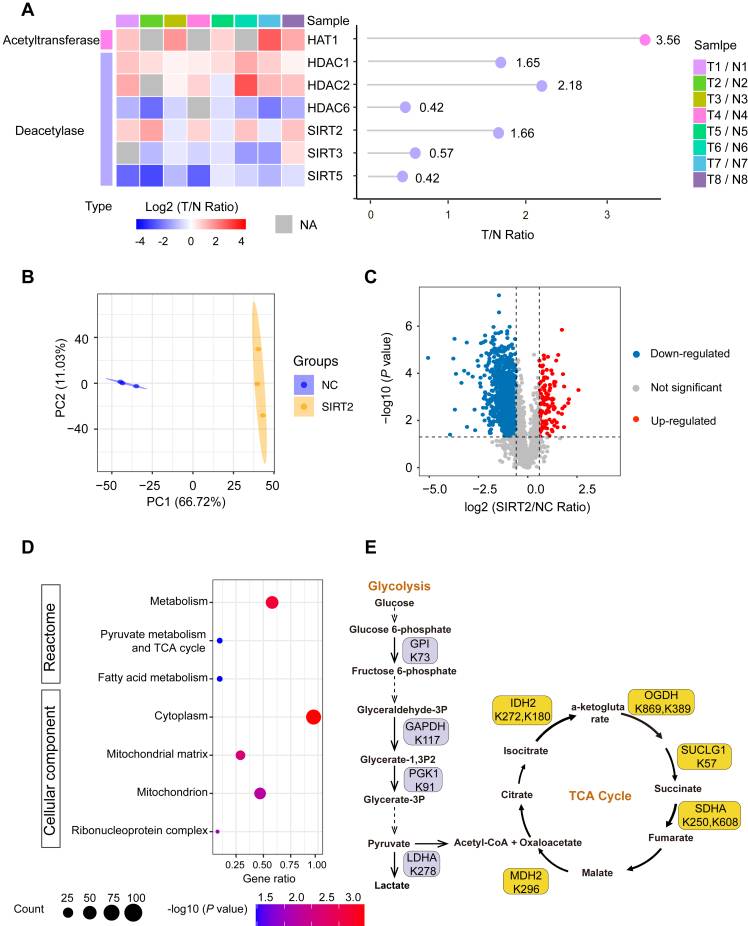 A
Sample
Acetyltransferase
HAT1
Deacetylase
HDAC1
HDAC2
HDAC6
SIRT2
SIRT3
SIRT5
Type
Log2 (T/N Ratio)
-4 -2 0 2 4
NA
3.56
1.65
2.18
0.42
1.66
0.57
0.42
0 1 2 3
T/N Ratio
Samlpe
T1 / N1
T2 / N2
T3 / N3
T4 / N4
T5 / N5
T6 / N6
T7 / N7
T8 / N8
B
PC2 (11.03%)
40
0
−40
−50 −25 0 25 50
PC1 (66.72%)
Groups
NC
SIRT2
C
−log10 (P value)
6
4
2
0
−5.0 −2.5 0.0 2.5
log2 (SIRT2/NC Ratio)
Down-regulated
Not significant
Up-regulated
D
Reactome
Metabolism
Pyruvate metabolism
and TCA cycle
Fatty acid metabolism
Cellular component
Cytoplasm
Mitochondrial matrix
Mitochondrion
Ribonucleoprotein complex
0.25 0.50 0.75 1.00
Gene ratio
Count
25 50 75 100
-log10 (P value)
1.5 2.0 2.5 3.0
E
Glycolysis
Glucose
Glucose 6-phosphate
GPI
K73
Fructose 6-phosphate
Glyceraldehyde-3P
GAPDH
K117
Glycerate-1,3P2
PGK1
K91
Glycerate-3P
Pyruvate
LDHA
K278
Lactate
Acetyl-CoA + Oxaloacetate
TCA Cycle
Citrate
Isocitrate
IDH2
K272,K180
a-ketogluta
rate
OGDH
K869,K389
SUCLG1
K57
Succinate
SDHA
K250,K608
Fumarate
Malate
MDH2
K296